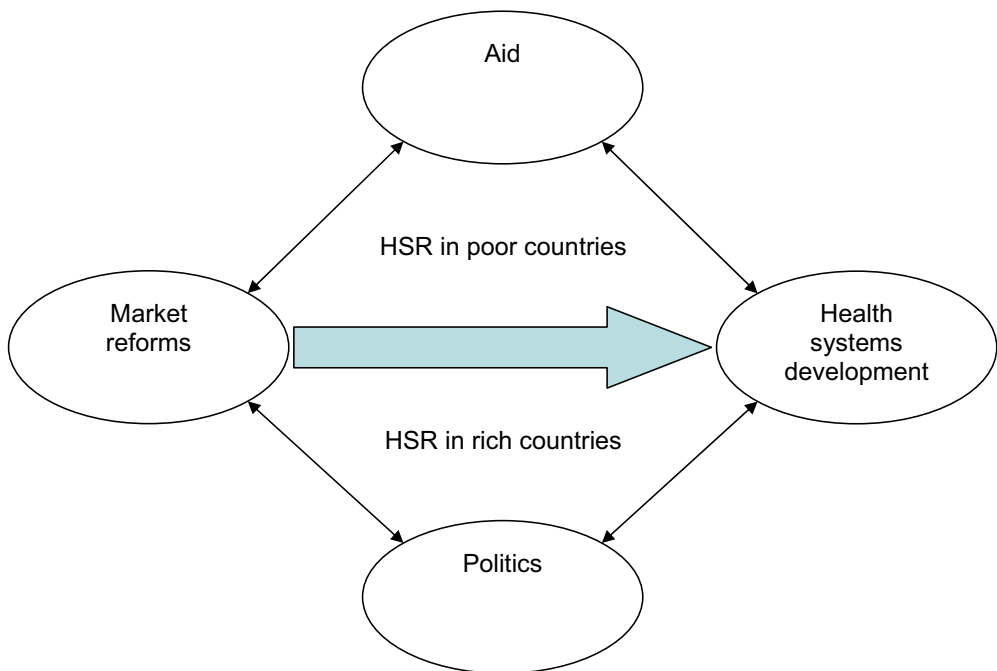 Aid
HSR in poor countries
Market
reforms
Health
systems
development
HSR in rich countries
Politics